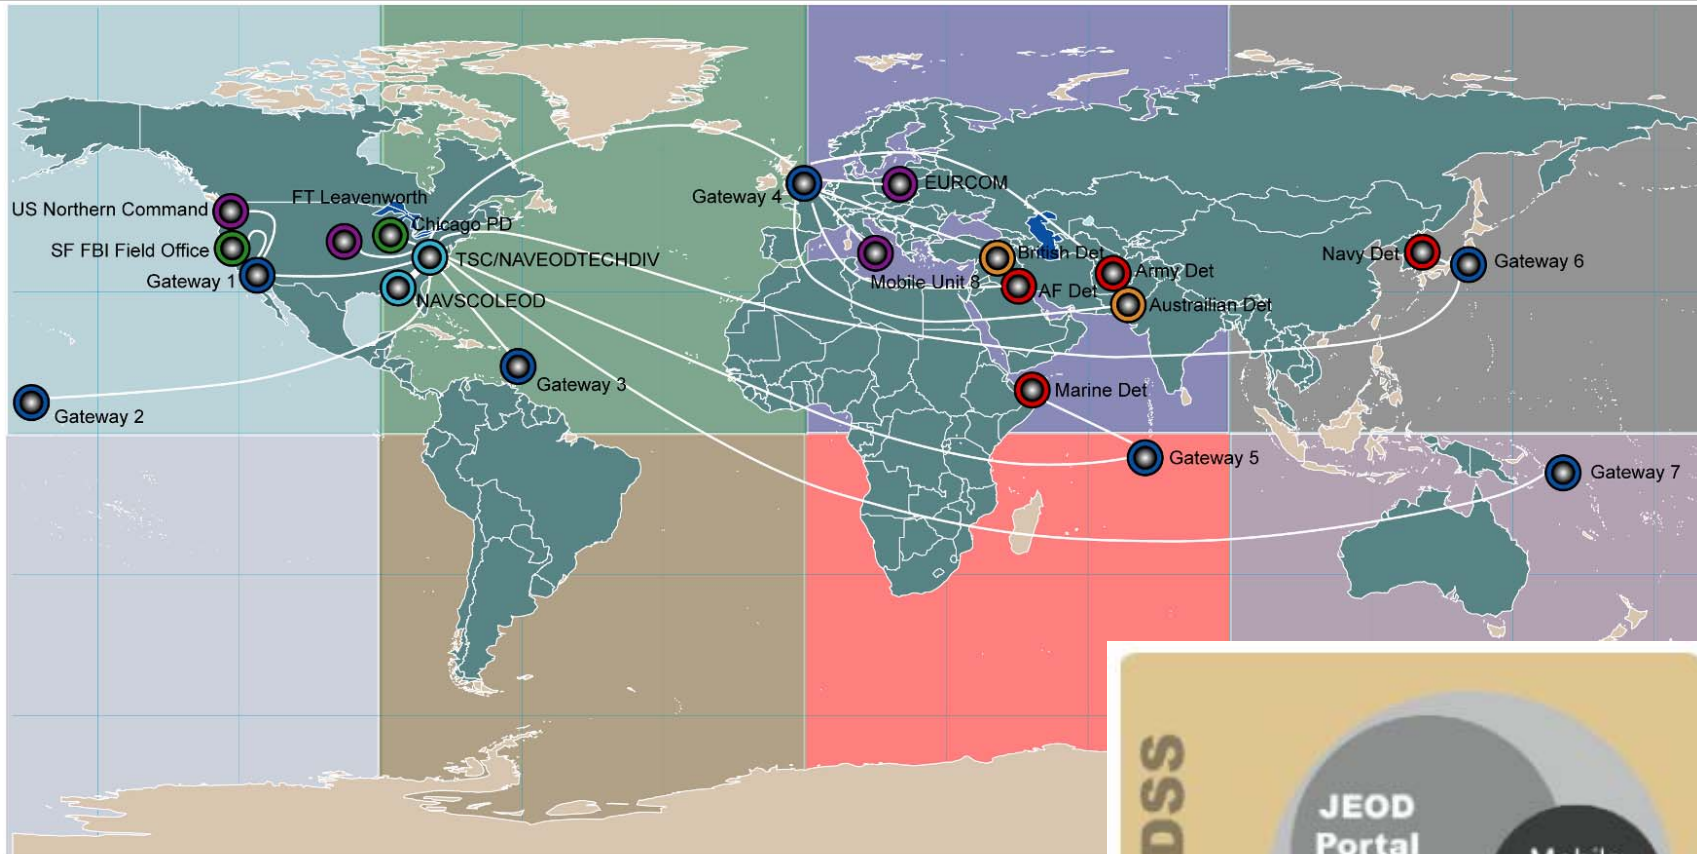 FT Leavenworth
US Northern Command
Chicago PD
SF FBI Field Office
TSC/NAVEODTECHDIV
Gateway 1
NAVSCOLEOD
Gateway 2
Gateway 3
Gateway 4
EURCOM
Mobile Unit 8
British Det
AF Det
Army Det
Austrailian Det
Navy Det
Gateway 6
Marine Det
Gateway 5
Gateway 7
DSS
JEOD
Portal
Mobile